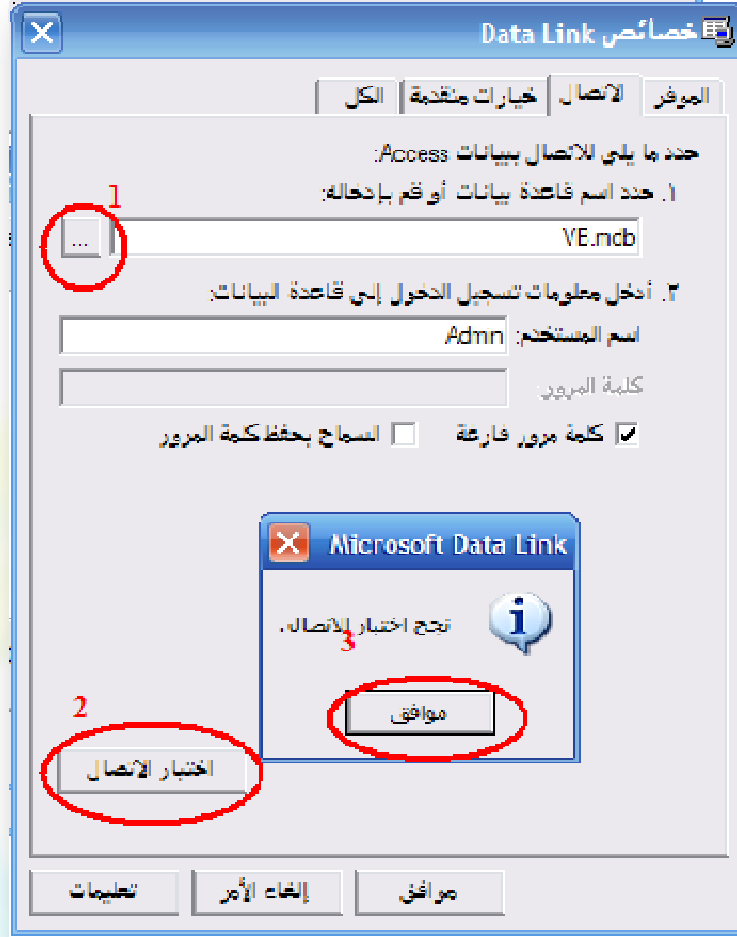 خصائص Data Link
الموفر الاتصال خيارات متقدمة الكل
حدد ما يلي للاتصال ببيانات Access:
١. حدد اسم قاعدة بيانات أو قم بإدخاله:
1
...
VE.mdb
٢. أدخل معلومات تسجيل الدخول إلى قاعدة البيانات:
اسم المستخدم: Admin
كلمة المرور:
كلمة مرور فارغة السماح بحفظ كلمة المرور
Microsoft Data Link
نجح اختبار الاتصال.
3
موافق
2
اختبار الاتصال
موافق إلغاء الأمر تعليمات